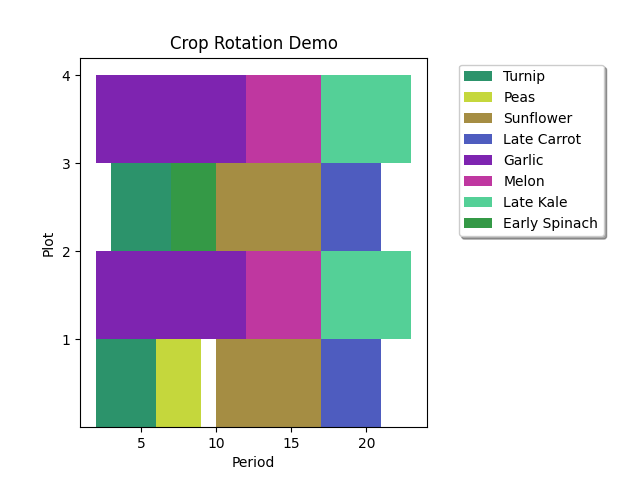 Crop Rotation Demo
Turnip
Peas
Sunflower
Late Carrot
Garlic
Melon
Late Kale
Early Spinach
4
3
2
1
Plot
5 10 15 20
Period